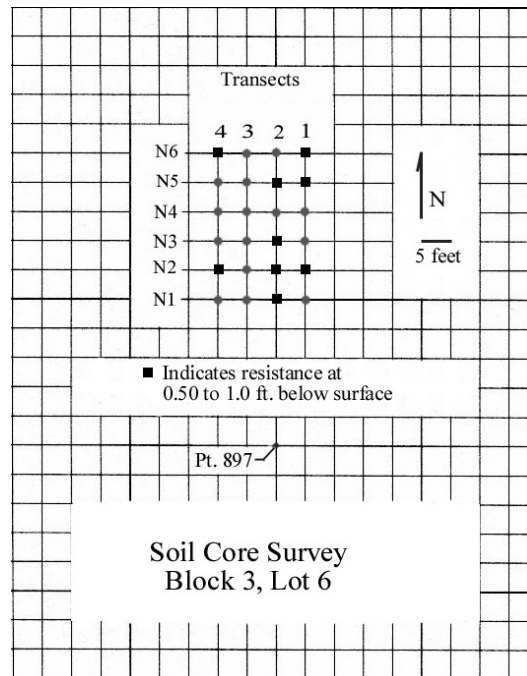 Transects
4 3 2 1
N6
N5
N4
N3
N2
N1
N
5 feet
Indicates resistance at
0.50 to 1.0 ft. below surface
Pt. 897
Soil Core Survey
Block 3, Lot 6